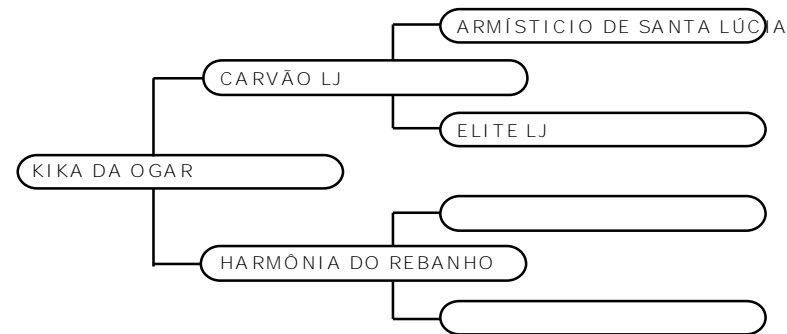 ARMÍSTICIO DE SANTA LÚCIA
CARVÃO LJ
ELITE LJ
KIKA DA OGAR
HARMÔNIA DO REBANHO